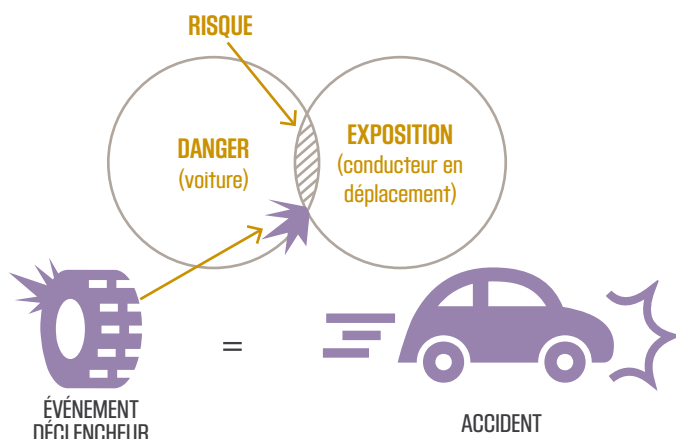 RISQUE
DANGER
(voiture)
EXPOSITION
(conducteur en
déplacement)
=
ÉVÉNEMENT
DÉCLENCHEUR
ACCIDENT